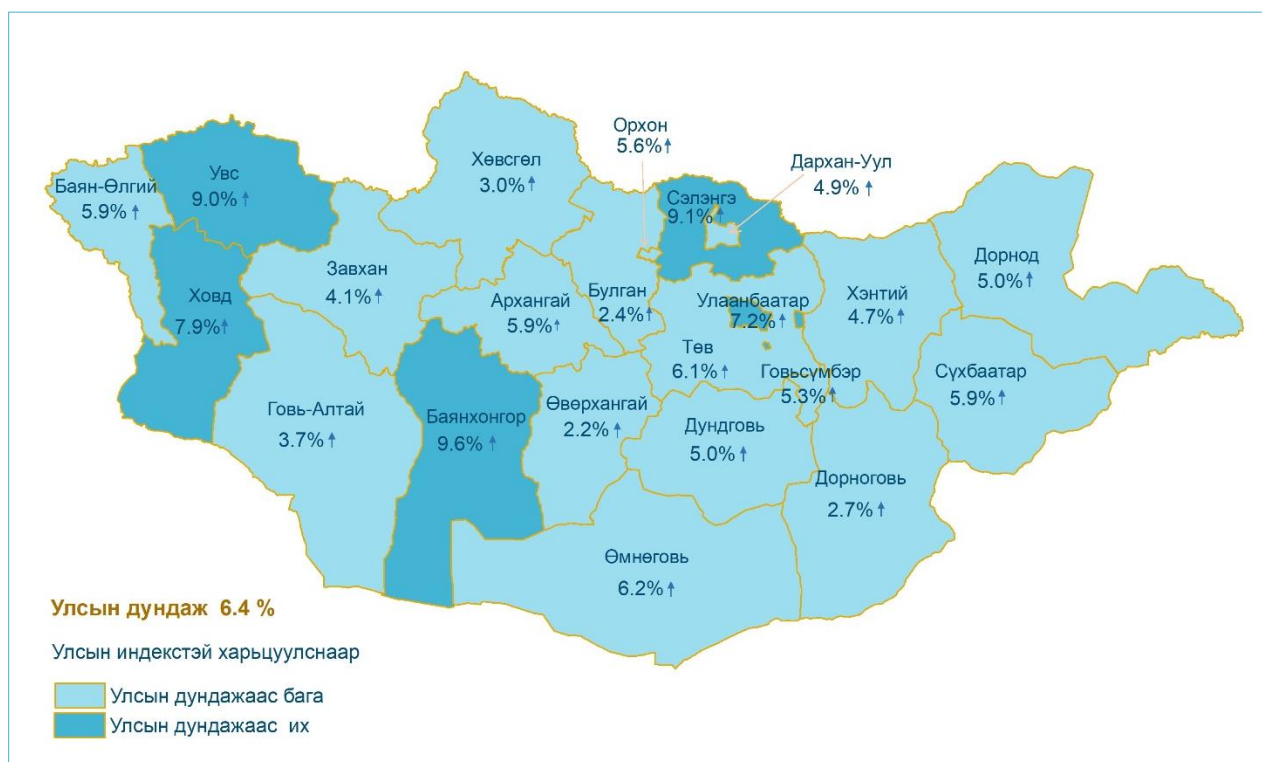 Орхон
5.6%↑
Дархан-Уул
4.9% ↑
Хөвсгөл
3.0% ↑
Увс
9.0% ↑
Баян-Өлгий
5.9% ↑
Сэлэнгэ
9.1% ↑
Дорнод
5.0% ↑
Завхан
4.1% ↑
Ховд
7.9% ↑
Архангай
5.9% ↑
Булган
2.4% ↑
Улаанбаатар
7.2% ↑
Хэнтий
4.7% ↑
Төв
6.1% ↑
Говьсүмбэр
5.3% ↑
Сүхбаатар
5.9% ↑
Говь-Алтай
3.7% ↑
Баянхонгор
9.6% ↑
Өвөрхангай
2.2% ↑
Дундговь
5.0% ↑
Дорноговь
2.7% ↑
Өмнөговь
6.2% ↑
Улсын дундаж 6.4 %
Улсын индекстэй харьцуулснаар
Улсын дундажаас бага
Улсын дундажаас их